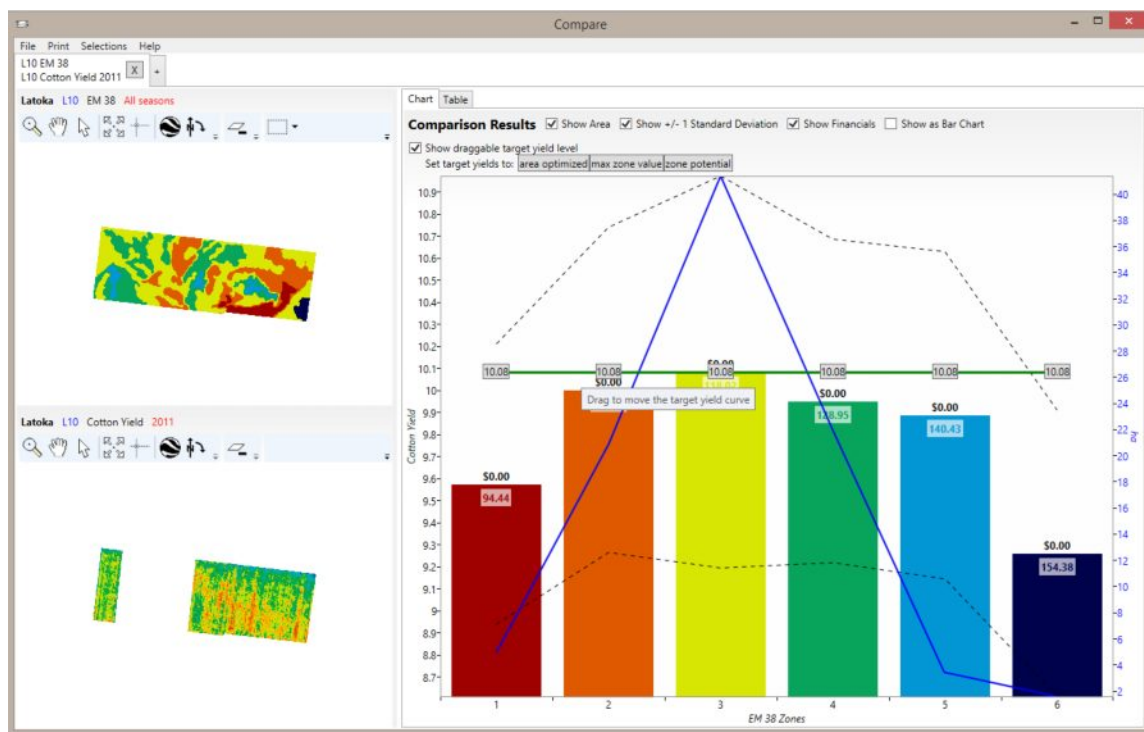 Compare
File Print Selections Help
L10 EM 38
L10 Cotton Yield 2011
X
+
Latoka L10 EM 38 All seasons
Latoka L10 Cotton Yield 2011
Chart Table
Comparison Results Show Area Show +/- 1 Standard Deviation Show Financials Show as Bar Chart
Show draggable target yield level
Set target yields to: area optimized max zone value zone potential
10.9
10.8
10.7
10.6
10.5
10.4
10.3
10.2
10.1
10
9.9
9.8
9.7
9.6
9.5
9.4
9.3
9.2
9.1
9
8.9
8.8
8.7
Cotton Yield
40
38
36
34
32
30
28
26
24
22
20
18
16
14
12
10
8
6
4
2
ha
10.08 10.08 10.08 10.08 10.08 10.08
$0.00 $0.00 $0.00 $0.00 $0.00 $0.00
Drag to move the target yield curve
94.44 128.95 140.43 154.38
1 2 3 4 5 6
EM 38 Zones